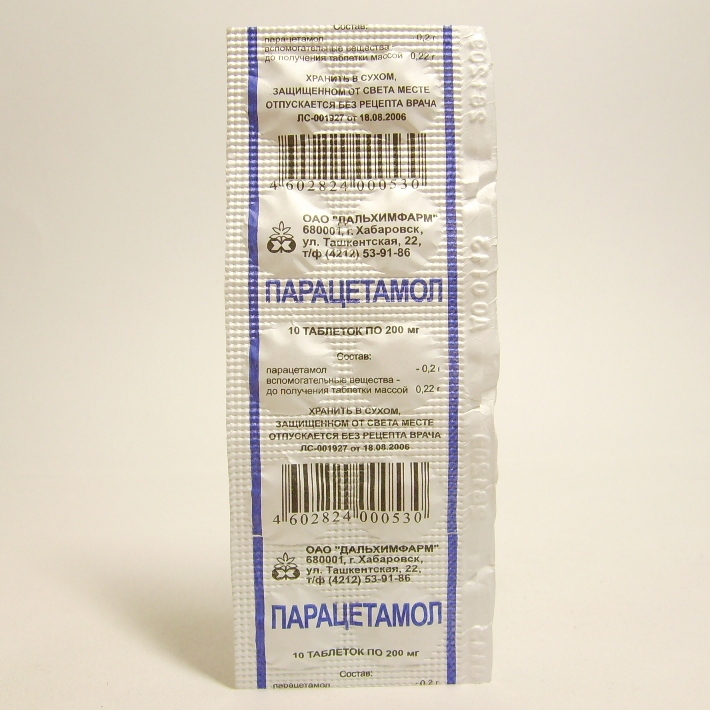 Состав:
парацетамол 0,2 г
вспомогательные вещества -
до получения таблетки массой 0,22 г
ХРАНИТЬ В СУХОМ,
ЗАЩИЩЕННОМ ОТ СВЕТА МЕСТЕ
ОТПУСКАЕТСЯ БЕЗ РЕЦЕПТА ВРАЧА
ЛС-001927 от 18.08.2006
4 602824 000530
ОАО "ДАЛЬХИМФАРМ"
680001, г. Хабаровск,
ул. Ташкентская, 22,
т/ф (4212) 53-91-86
ПАРАЦЕТАМОЛ
10 ТАБЛЕТОК ПО 200 мг
Состав:
парацетамол - 0,2 г
вспомогательные вещества -
до получения таблетки массой 0,22 г
ХРАНИТЬ В СУХОМ,
ЗАЩИЩЕННОМ ОТ СВЕТА МЕСТЕ
ОТПУСКАЕТСЯ БЕЗ РЕЦЕПТА ВРАЧА
ЛС-001927 от 18.08.2006
4 602824 000530
ОАО "ДАЛЬХИМФАРМ"
680001, г. Хабаровск,
ул. Ташкентская, 22,
т/ф (4212) 53-91-86
ПАРАЦЕТАМОЛ
10 ТАБЛЕТОК ПО 200 мг
Состав:
парацетамол - 0,2 г